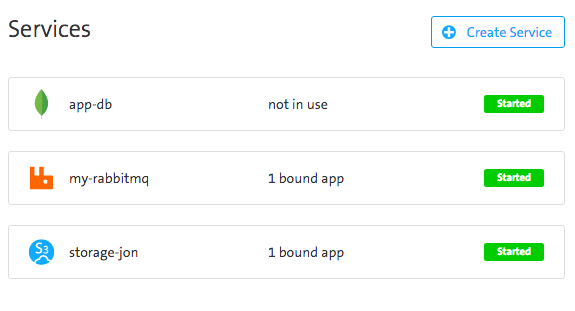 Services
Create Service
app-db not in use Started
my-rabbitmq 1 bound app Started
S3 storage-jon 1 bound app Started